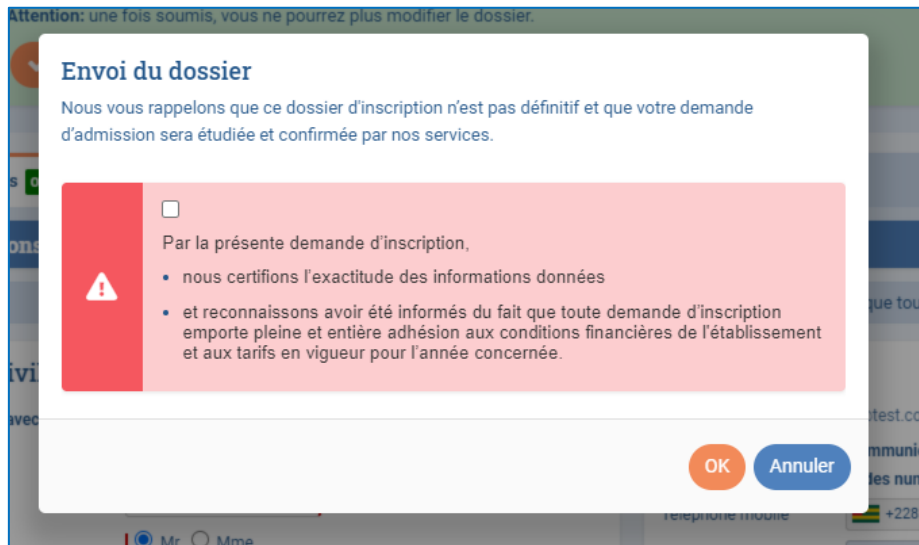 Attention: une fois soumis, vous ne pourrez plus modifier le dossier.
Envoi du dossier
Nous vous rappelons que ce dossier d'inscription n'est pas définitif et que votre demande
d'admission sera étudiée et confirmée par nos services.
Par la présente demande d'inscription,
nous certifions l'exactitude des informations données
et reconnaissons avoir été informés du fait que toute demande d'inscription
emporte pleine et entière adhésion aux conditions financières de l'établissement
et aux tarifs en vigueur pour l'année concernée.
que tou
ivi
avec
otest.co
mmuni
des num
OK Annuler
Téléphone mobile +228
Mr. Mme